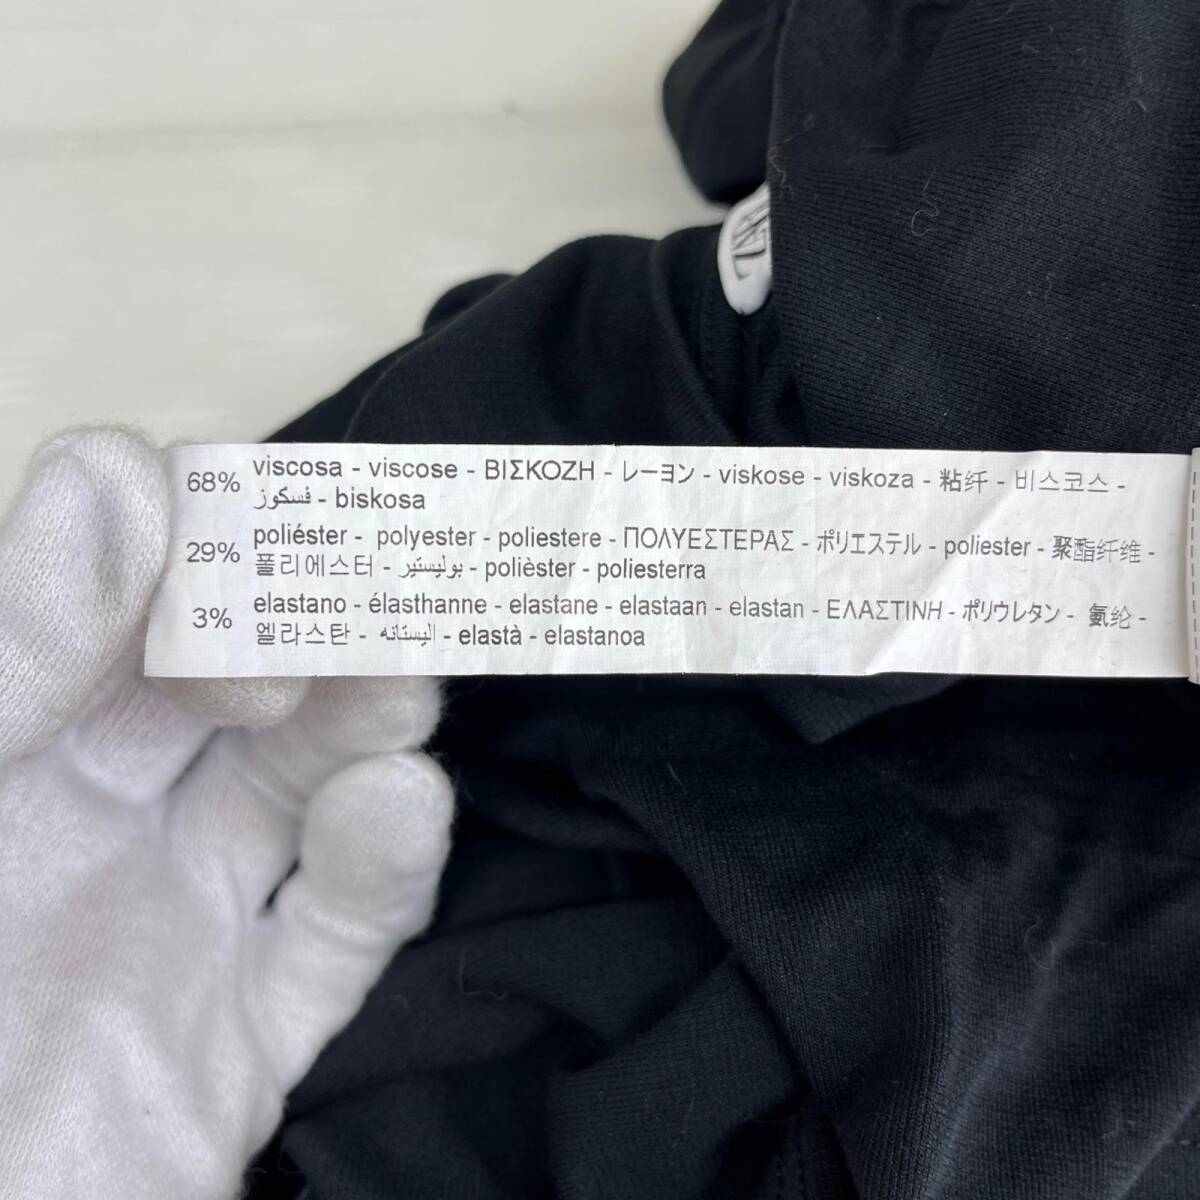 68% viscosa - viscose - ΒΙΣΚΟΖΗ - レーヨン - viskose - viskoza - 粘纤 - 비스코스 -
فسكوز - biskosa
29% poliéster - polyester - poliestere - ΠΟΛΥΕΣΤΕΡΑΣ - ポリエステル - poliester - 聚酯纤维 -
폴리에스터 - بوليستير - polièster - poliesterra
3% elastano - élasthanne - elastane - elastaan - elastan - ΕΛΑΣΤΙΝΗ - ポリウレタン - 氨纶 -
엘라스탄 - اليستانه - elastà - elastanoa